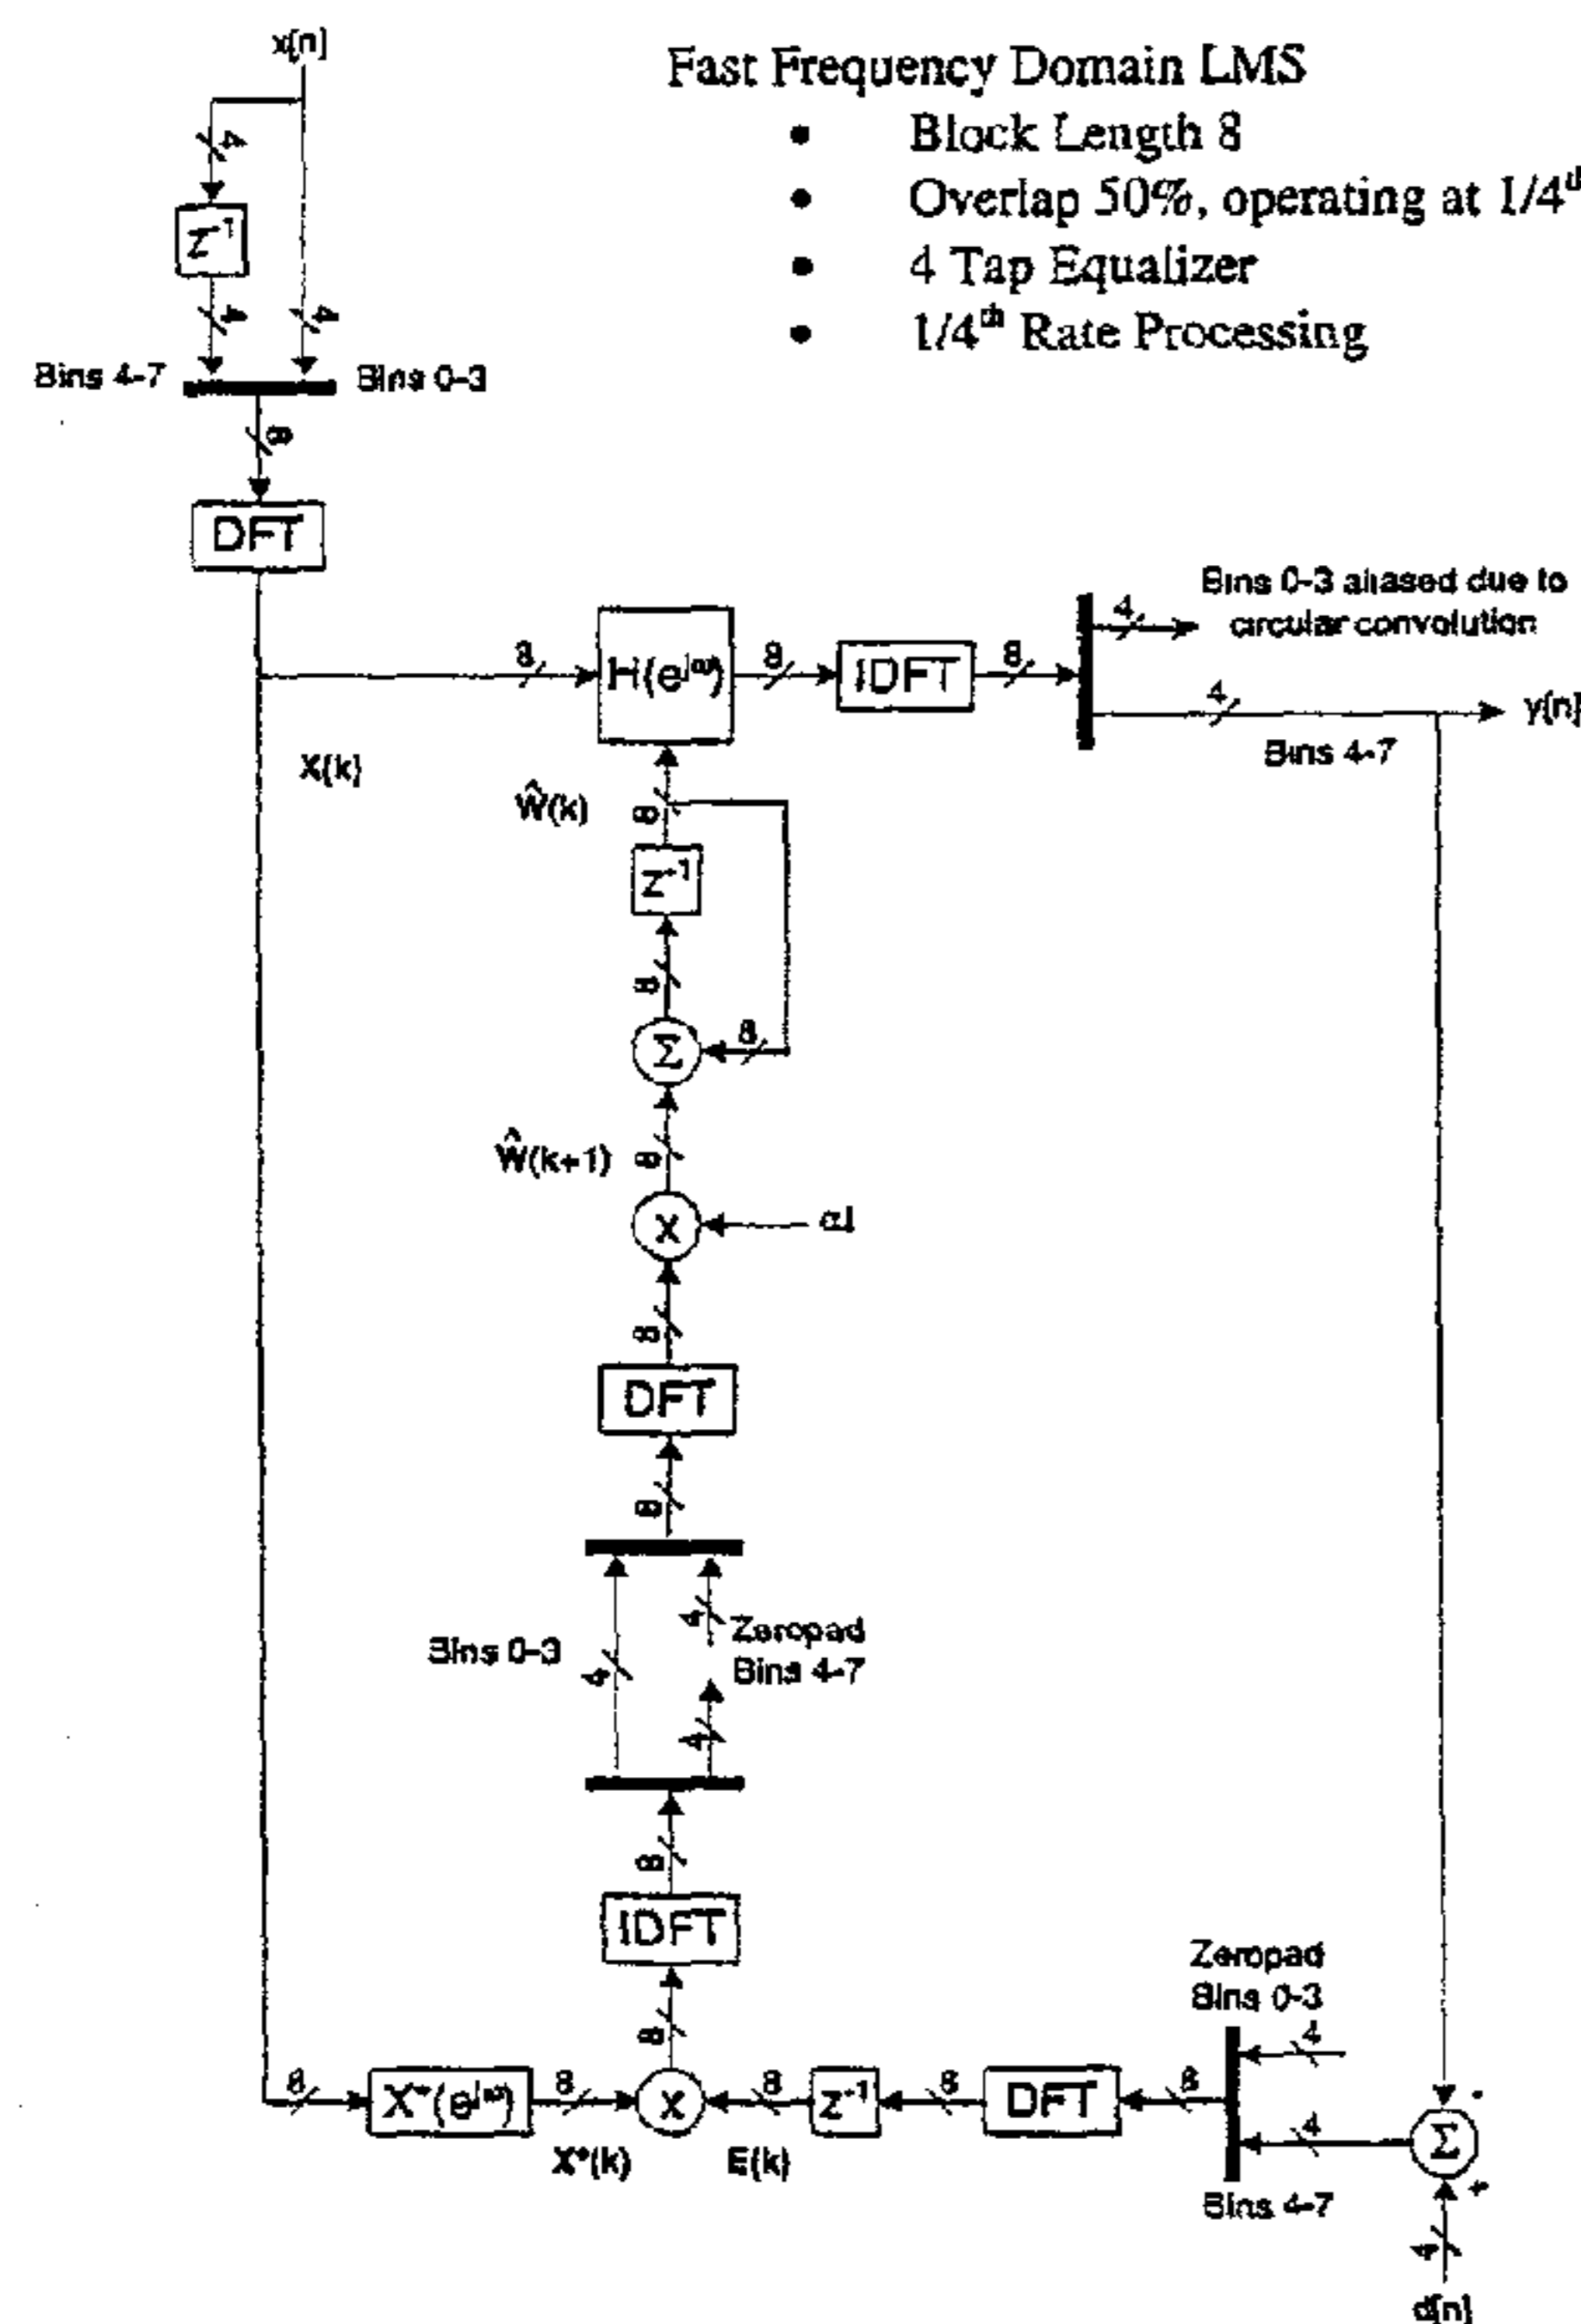 x[n]
Fast Frequency Domain LMS
• Block Length 8
• Overlap 50%, operating at 1/4th
• 4 Tap Equalizer
• 1/4th Rate Processing
4
z-1
4
4
Bins 4-7
Bins 0-3
8
DFT
X(k)
8
H(ejω)
8
IDFT
8
4
Bins 0-3 aliased due to
circular convolution
4
y[n]
Bins 4-7
Ŵ(k)
8
z-1
8
Σ
8
Ŵ(k+1)
8
X
αI
8
DFT
8
Bins 0-3
4
4
Zeropad
Bins 4-7
4
8
IDFT
8
8
X*(ejω)
8
X*(k)
X
8
E(k)
z-1
8
DFT
8
Zeropad
Bins 0-3
4
4
Bins 4-7
-
Σ
+
4
d[n]